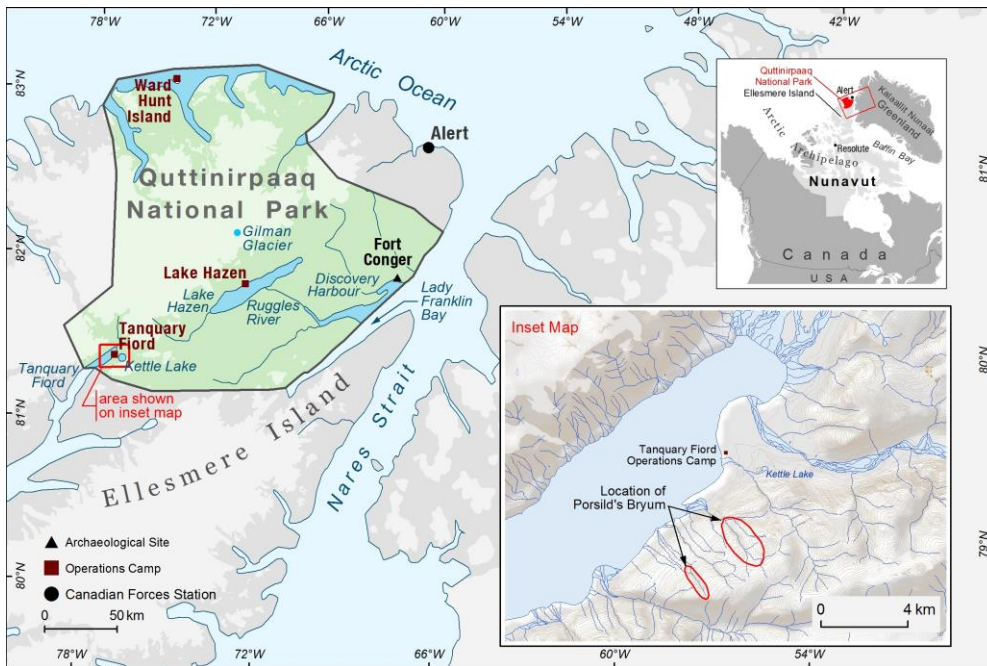 78°W
72°W
66°W
60°W
54°W
48°W
42°W
83°N
82°N
81°N
80°N
81°N
80°N
79°N
78°W
72°W
66°W
60°W
54°W
Arctic Ocean
Ward
Hunt
Island
Alert
Quttinirpaaq
National Park
Gilman
Glacier
Fort
Conger
Lake Hazen
Discovery
Harbour
Lake
Hazen
Ruggles
River
Lady
Franklin
Bay
Tanquary
Fiord
Tanquary
Fiord
Kettle Lake
area shown
on inset map
Ellesmere Island
Nares Strait
Archaeological Site
Operations Camp
Canadian Forces Station
0 50 km
Quttinirpaaq
National Park
Ellesmere Island
Alert
Kalaallit Nunaat
Greenland
Arctic
Archipelago
Resolute
Baffin Bay
Nunavut
Canada
USA
Inset Map
Tanquary Fiord
Operations Camp
Kettle Lake
Location of
Porsild's Bryum
0 4 km